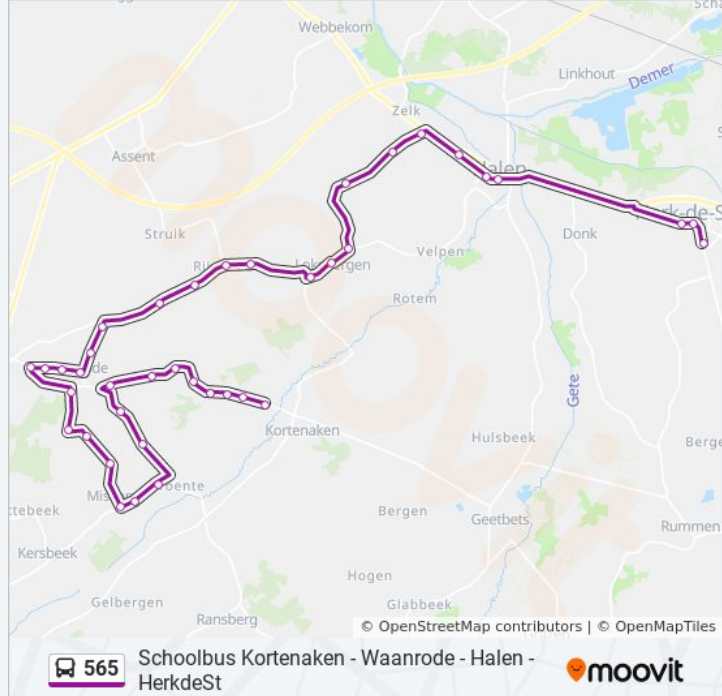 Webbekom
Linkhout
Demer
Zelk
Assent
Halen
Struik
Donk
Velpen
Rotem
Gete
Kortenaken
Hulsbeek
Bergen
Geetbets
Rummen
Kersbeek
Hogen
Gelbergen
Glabbeek
Ransberg
© OpenStreetMap contributors | © OpenMapTiles
565
Schoolbus Kortenaken - Waanrode - Halen -
HerkdeSt
moovit